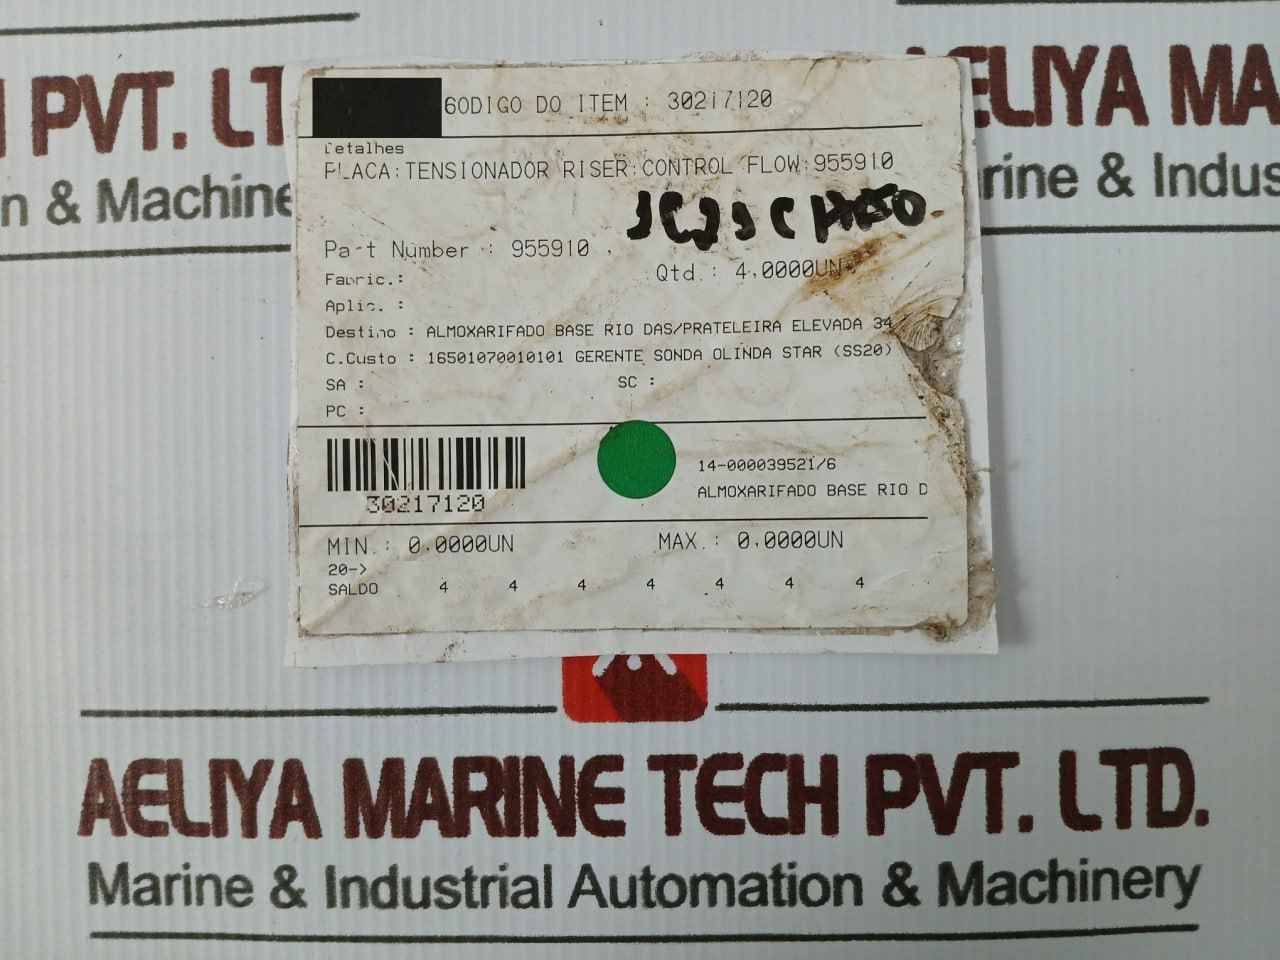 H PVT. LT
n & Machine
AELIYA MA
rine & Indus
CODIGO DO ITEM : 30217120
Detalhes
PLACA:TENSIONADOR RISER:CONTROL FLOW:955910
Part Number : 955910
Qtd. : 4.0000UN
Fabric. :
Aplic. :
Destino : ALMOXARIFADO BASE RIO DAS/PRATELEIRA ELEVADA 34
C.Custo : 16501070010101 GERENTE SONDA OLINDA STAR (SS20)
SA :
SC :
PC :
30217120
14-000039521/6
ALMOXARIFADO BASE RIO D
MIN. : 0.0000UN
MAX. : 0.0000UN
20->
SALDO 4 4 4 4 4 4 4
AELIYA MARINE TECH PVT. LTD.
Marine & Industrial Automation & Machinery